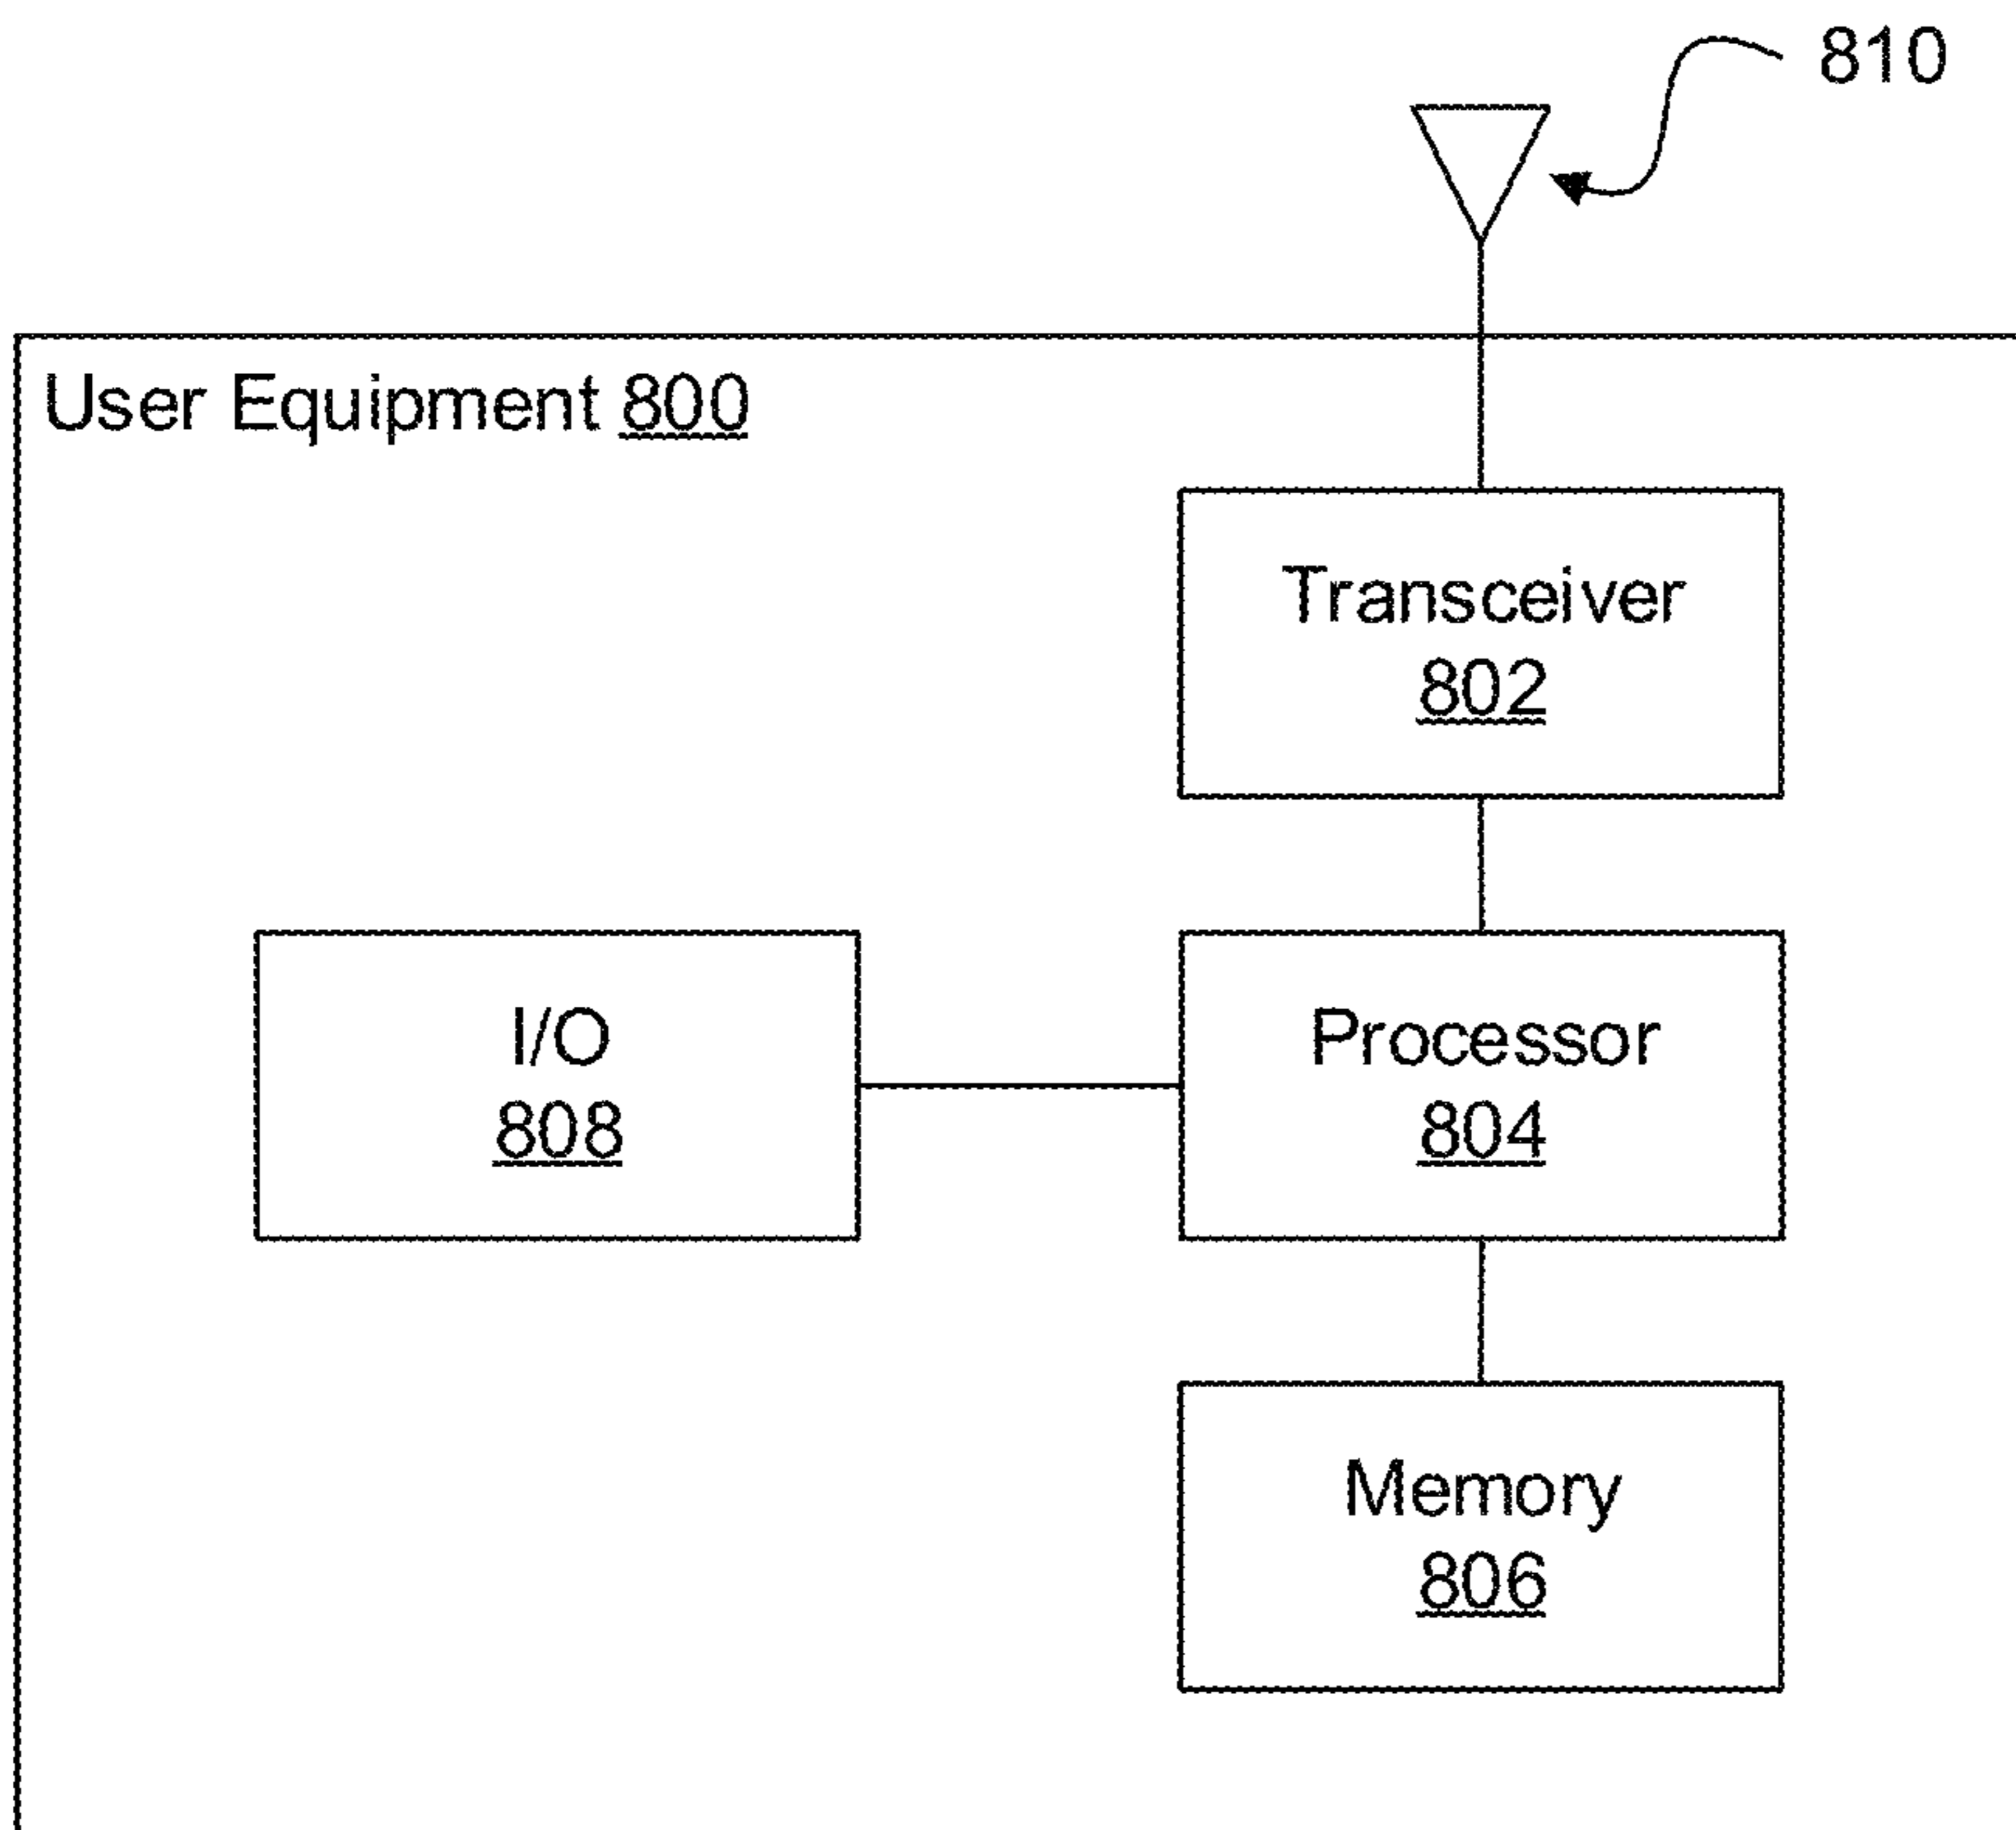 810
User Equipment 800
Transceiver
802
I/O
808
Processor
804
Memory
806